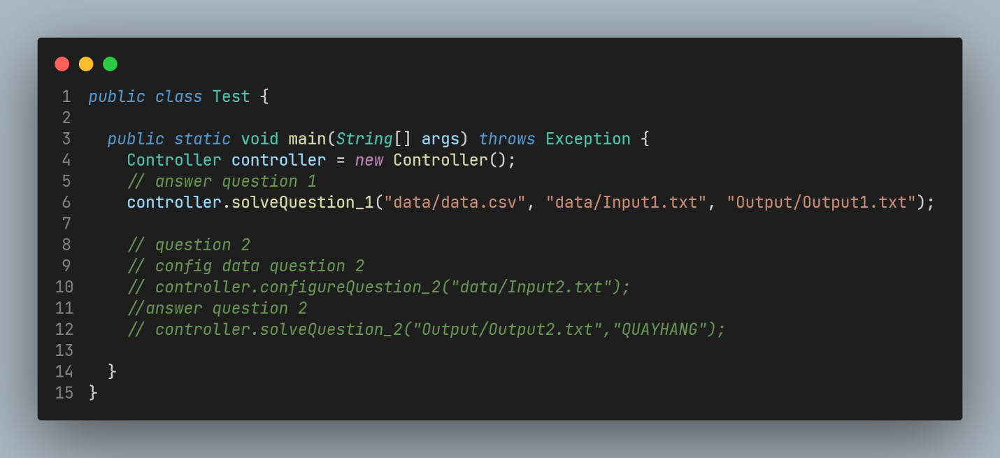 1 public class Test {
2
3 public static void main(String[] args) throws Exception {
4 Controller controller = new Controller();
5 // answer question 1
6 controller.solveQuestion_1("data/data.csv", "data/Input1.txt", "Output/Output1.txt");
7
8 // question 2
9 // config data question 2
10 // controller.configureQuestion_2("data/Input2.txt");
11 //answer question 2
12 // controller.solveQuestion_2("Output/Output2.txt","QUAYHANG");
13
14 }
15 }